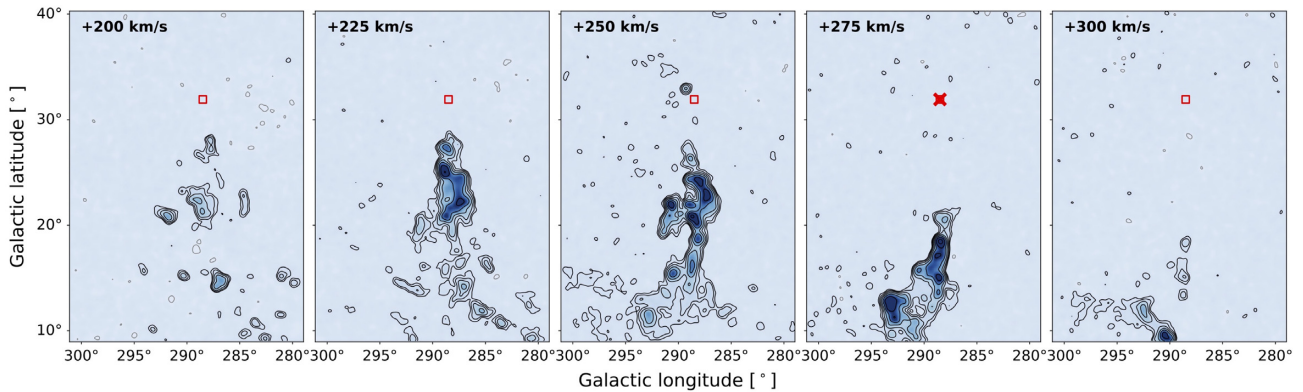 +200 km/s +225 km/s +250 km/s +275 km/s +300 km/s
40°
30°
20°
10°
Galactic latitude [°]
300° 295° 290° 285° 280° 300° 295° 290° 285° 280° 300° 295° 290° 285° 280° 300° 295° 290° 285° 280° 300° 295° 290° 285° 280°
Galactic longitude [°]